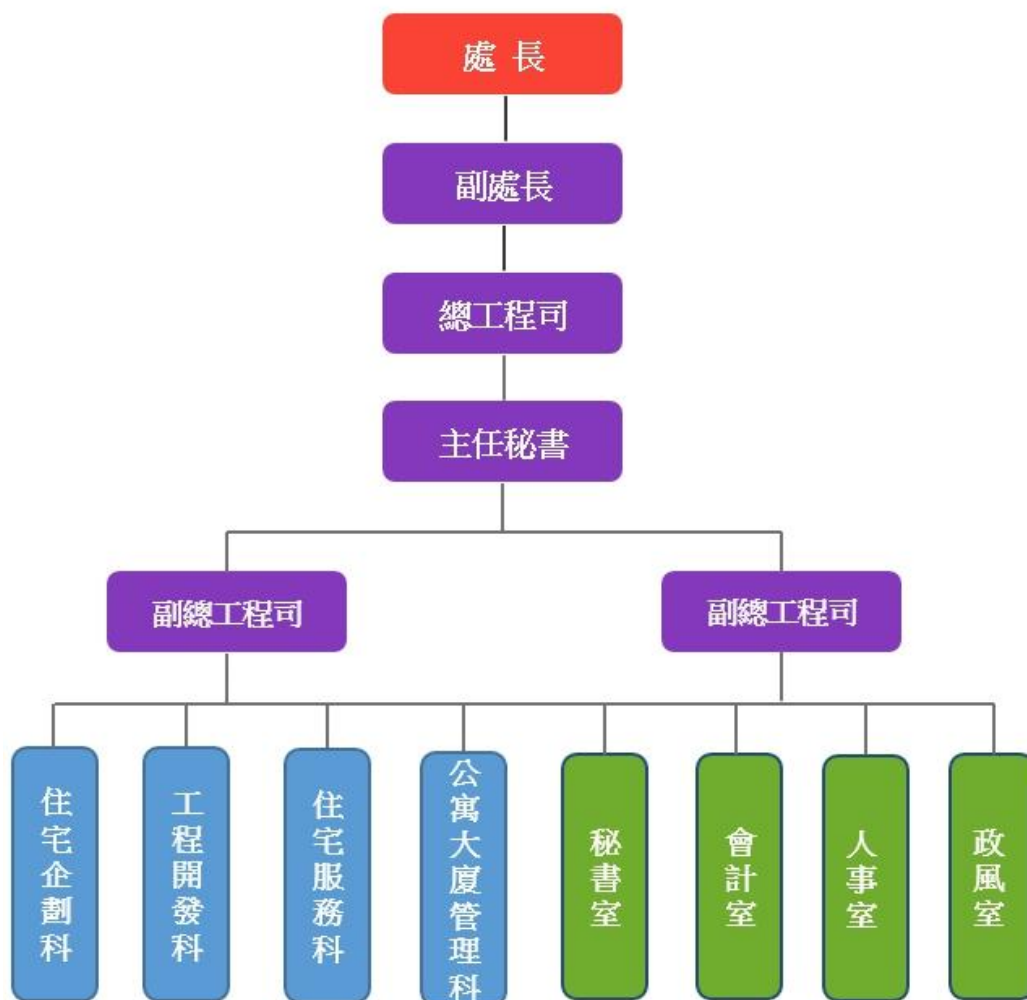 處 長
副處長
總工程司
主任秘書
副總工程司
副總工程司
住宅企劃科
工程開發科
住宅服務科
公寓大廈管理科
秘書室
會計室
人事室
政風室